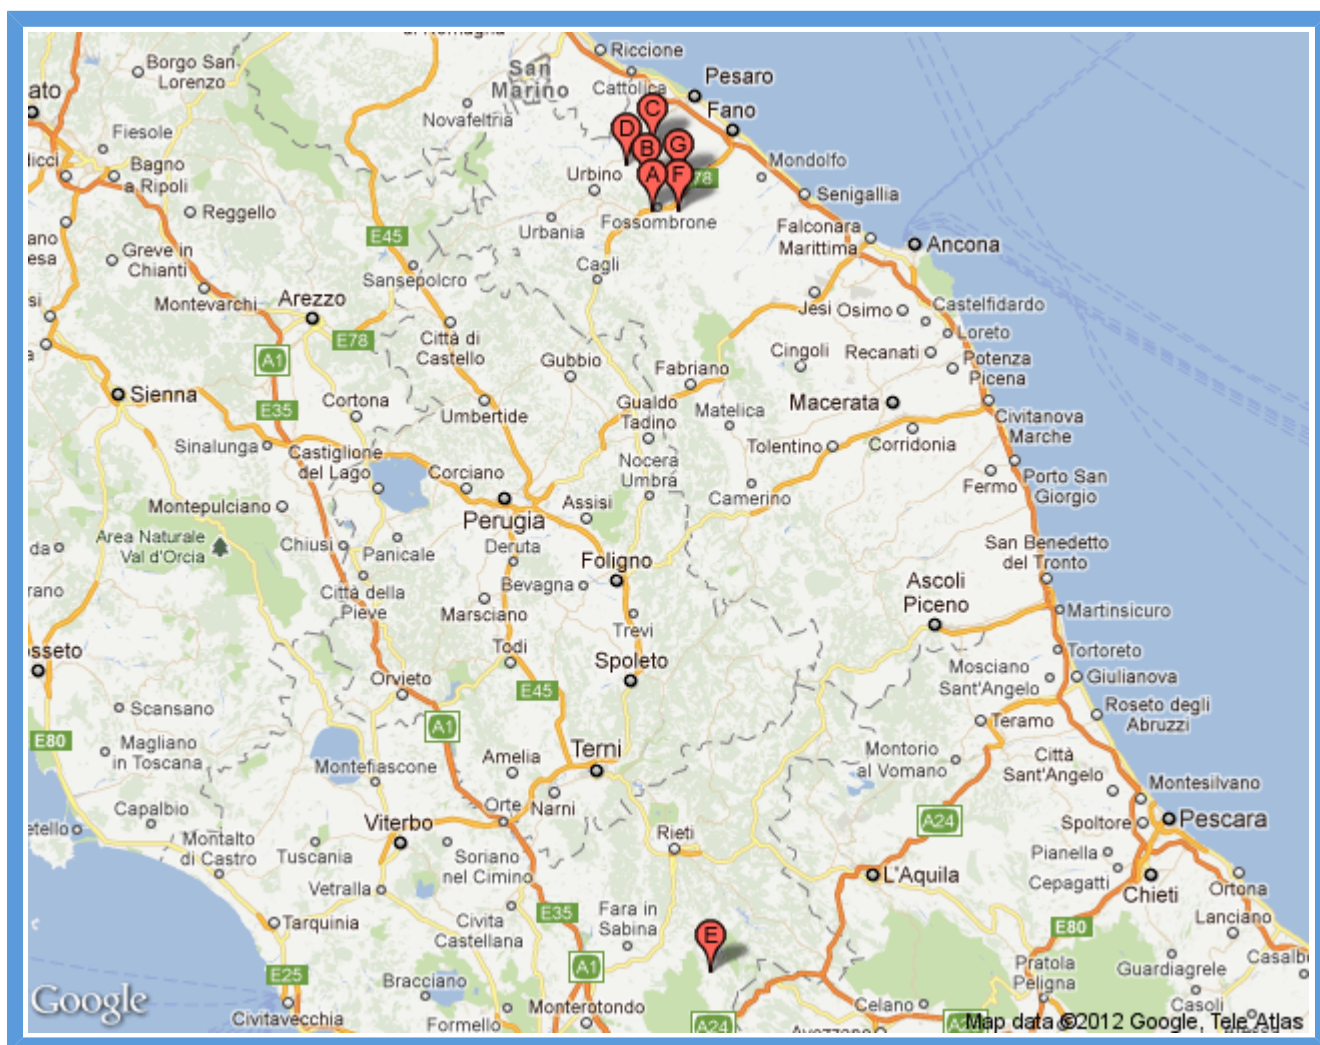 Riccione
Borgo San
Lorenzo
San
Marino
Cattolica
Pesaro
Novafeltria
Fano
Fiesole
C
D
B
G
Mondolfo
Bagno
a Ripoli
Urbino
A
F
78
Senigallia
Reggello
Fossombrone
Urbania
Falconara
Marittima
Ancona
E45
Greve in
Chianti
Cagli
Sansepolcro
Montevarchi
Arezzo
Jesi
Osimo
Castelfidardo
Loreto
E78
Città di
Castello
A1
Gubbio
Fabriano
Cingoli
Recanati
Potenza
Picena
Sienna
Cortona
E35
Umbertide
Gualdo
Tadino
Matelica
Macerata
Civitanova
Marche
Sinalunga
Castiglione
del Lago
Corciano
Nocera
Umbra
Tolentino
Corridonia
Fermo
Porto San
Giorgio
Montepulciano
Perugia
Assisi
Camerino
Area Naturale
Val d'Orcia
Chiusi
Panicale
Deruta
Foligno
San Benedetto
del Tronto
Città della
Pieve
Bevagna
Marsciano
Ascoli
Piceno
Martinsicuro
Trevi
Todi
Spoleto
Tortoreto
Orvieto
E45
Mosciano
Sant'Angelo
Giulianova
Scansano
A1
Teramo
Roseto degli
Abruzzi
E80
Magliano
in Toscana
Montefiascone
Amelia
Terni
Montorio
al Vomano
Città
Sant'Angelo
Montesilvano
Capalbio
Orte
Narni
A24
Pescara
Montalto
di Castro
Viterbo
Rieti
Spoltore
Tuscania
Soriano
nel Cimino
Pianella
Cepagatti
L'Aquila
Vetralla
Chieti
Ortona
Tarquinia
Civita
Castellana
E35
Fara in
Sabina
E80
Lanciano
E
E25
A1
Pratola
Peligna
Guardiagrele
Bracciano
Casoli
Google
Civitavecchia
Formello
Monterotondo
A24
Celano
Map data ©2012 Google, Tele Atlas